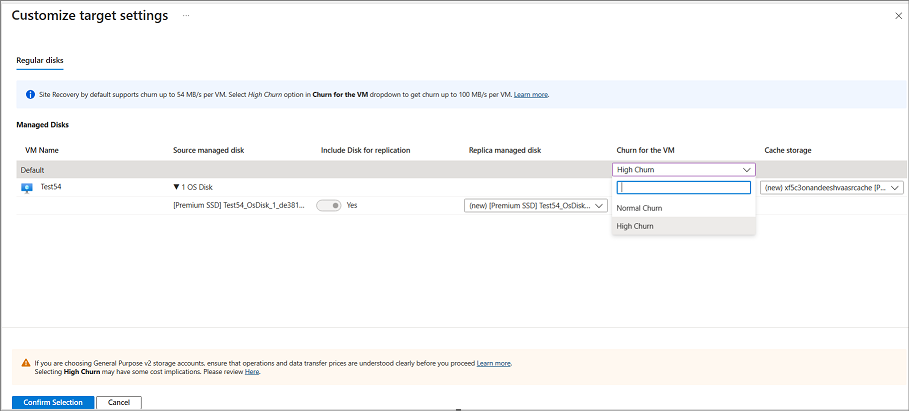 Customize target settings ...
Regular disks
Site Recovery by default supports churn up to 54 MB/s per VM. Select High Churn option in Churn for the VM dropdown to get churn up to 100 MB/s per VM. Learn more.
Managed Disks
VM Name Source managed disk Include Disk for replication Replica managed disk Churn for the VM Cache storage
Default High Churn
Test54 1 OS Disk (new) xf5c3onandeeshvaasrcache [P...
[Premium SSD] Test54_OsDisk_1_de381... Yes (new) [Premium SSD] Test54_OsDisk... Normal Churn
High Churn
If you are choosing General Purpose v2 storage accounts, ensure that operations and data transfer prices are understood clearly before you proceed Learn more.
Selecting High Churn may have some cost implications. Please review Here.
Confirm Selection Cancel